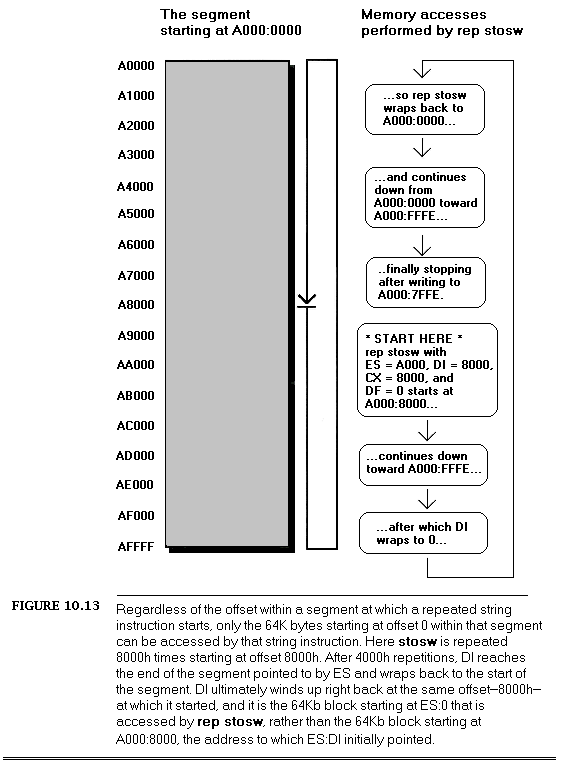 The segment
starting at A000:0000
Memory accesses
performed by rep stosw
A0000
A1000
A2000
A3000
A4000
A5000
A6000
A7000
A8000
A9000
AA000
AB000
AC000
AD000
AE000
AF000
AFFFF
...so rep stosw
wraps back to
A000:0000...
...and continues
down from
A000:0000 toward
A000:FFFE...
..finally stopping
after writing to
A000:7FFE.
* START HERE *
rep stosw with
ES = A000, DI = 8000,
CX = 8000, and
DF = 0 starts at
A000:8000...
...continues down
toward A000:FFFE...
...after which DI
wraps to 0...
FIGURE 10.13
Regardless of the offset within a segment at which a repeated string
instruction starts, only the 64K bytes starting at offset 0 within that segment
can be accessed by that string instruction. Here stosw is repeated
8000h times starting at offset 8000h. After 4000h repetitions, DI reaches
the end of the segment pointed to by ES and wraps back to the start of
the segment. DI ultimately winds up right back at the same offset—8000h—
at which it started, and it is the 64Kb block starting at ES:0 that is
accessed by rep stosw, rather than the 64Kb block starting at
A000:8000, the address to which ES:DI initially pointed.